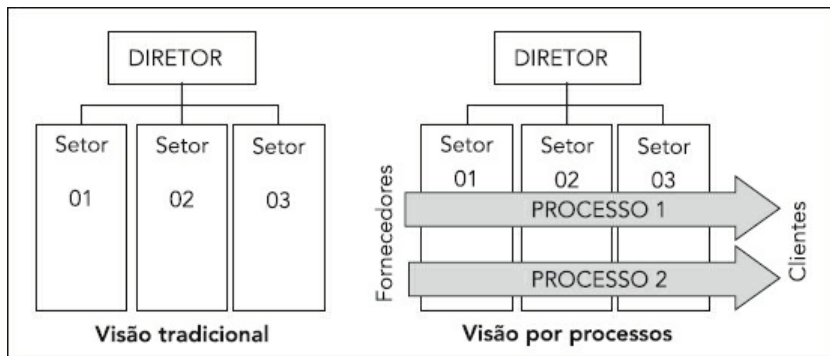 DIRETOR
Setor
01
Setor
02
Setor
03
Visão tradicional
DIRETOR
Setor
01
Setor
02
Setor
03
Fornecedores
PROCESSO 1
PROCESSO 2
Clientes
Visão por processos